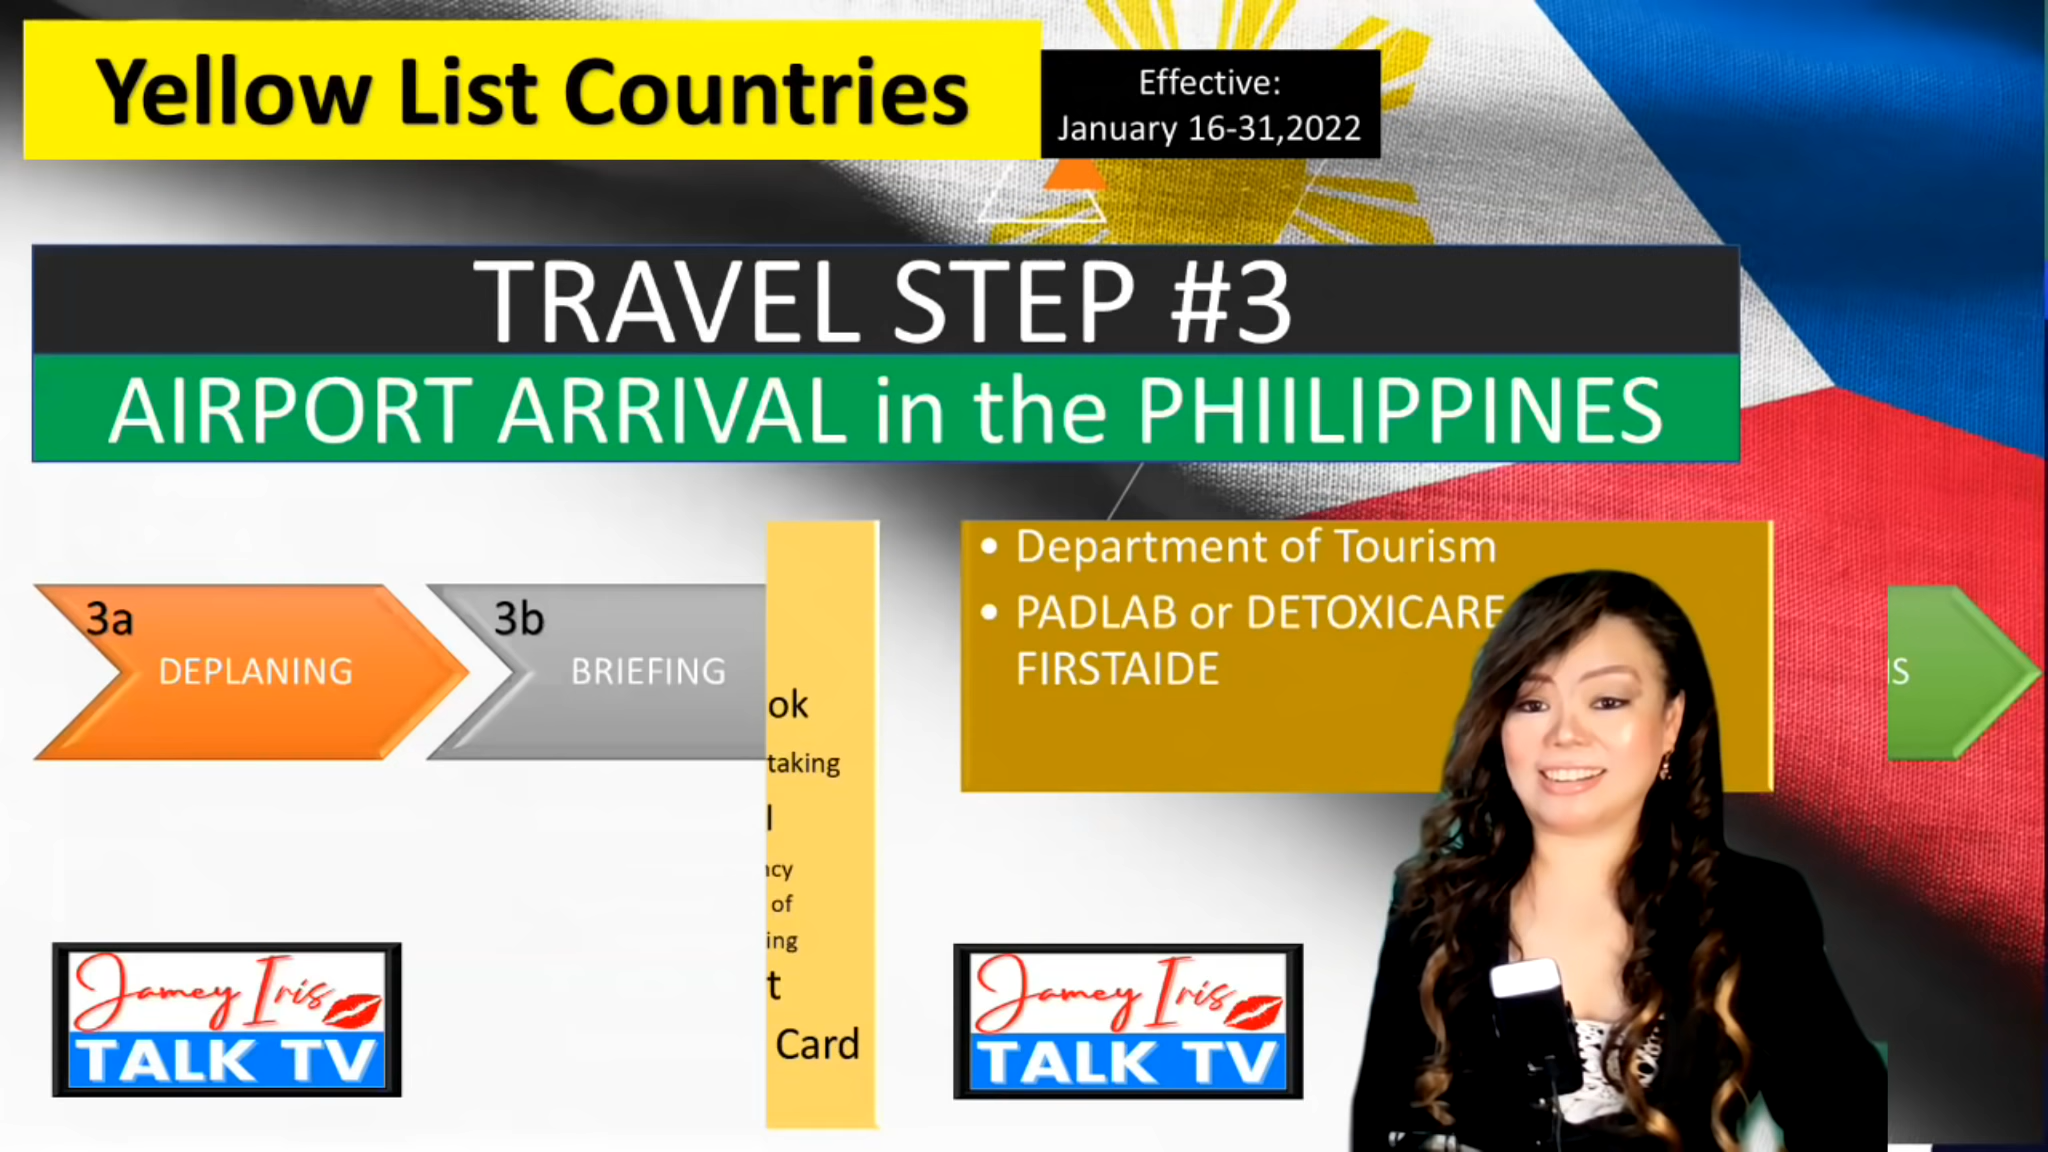 Yellow List Countries
Effective:
January 16-31,2022
TRAVEL STEP #3
AIRPORT ARRIVAL in the PHIILIPPINES
3a
DEPLANING
3b
BRIEFING
ok
taking
l
ncy
of
ing
t
Card
• Department of Tourism
• PADLAB or DETOXICARE
FIRSTAIDE
IS
Jamey Iris
TALK TV
Jamey Iris
TALK TV